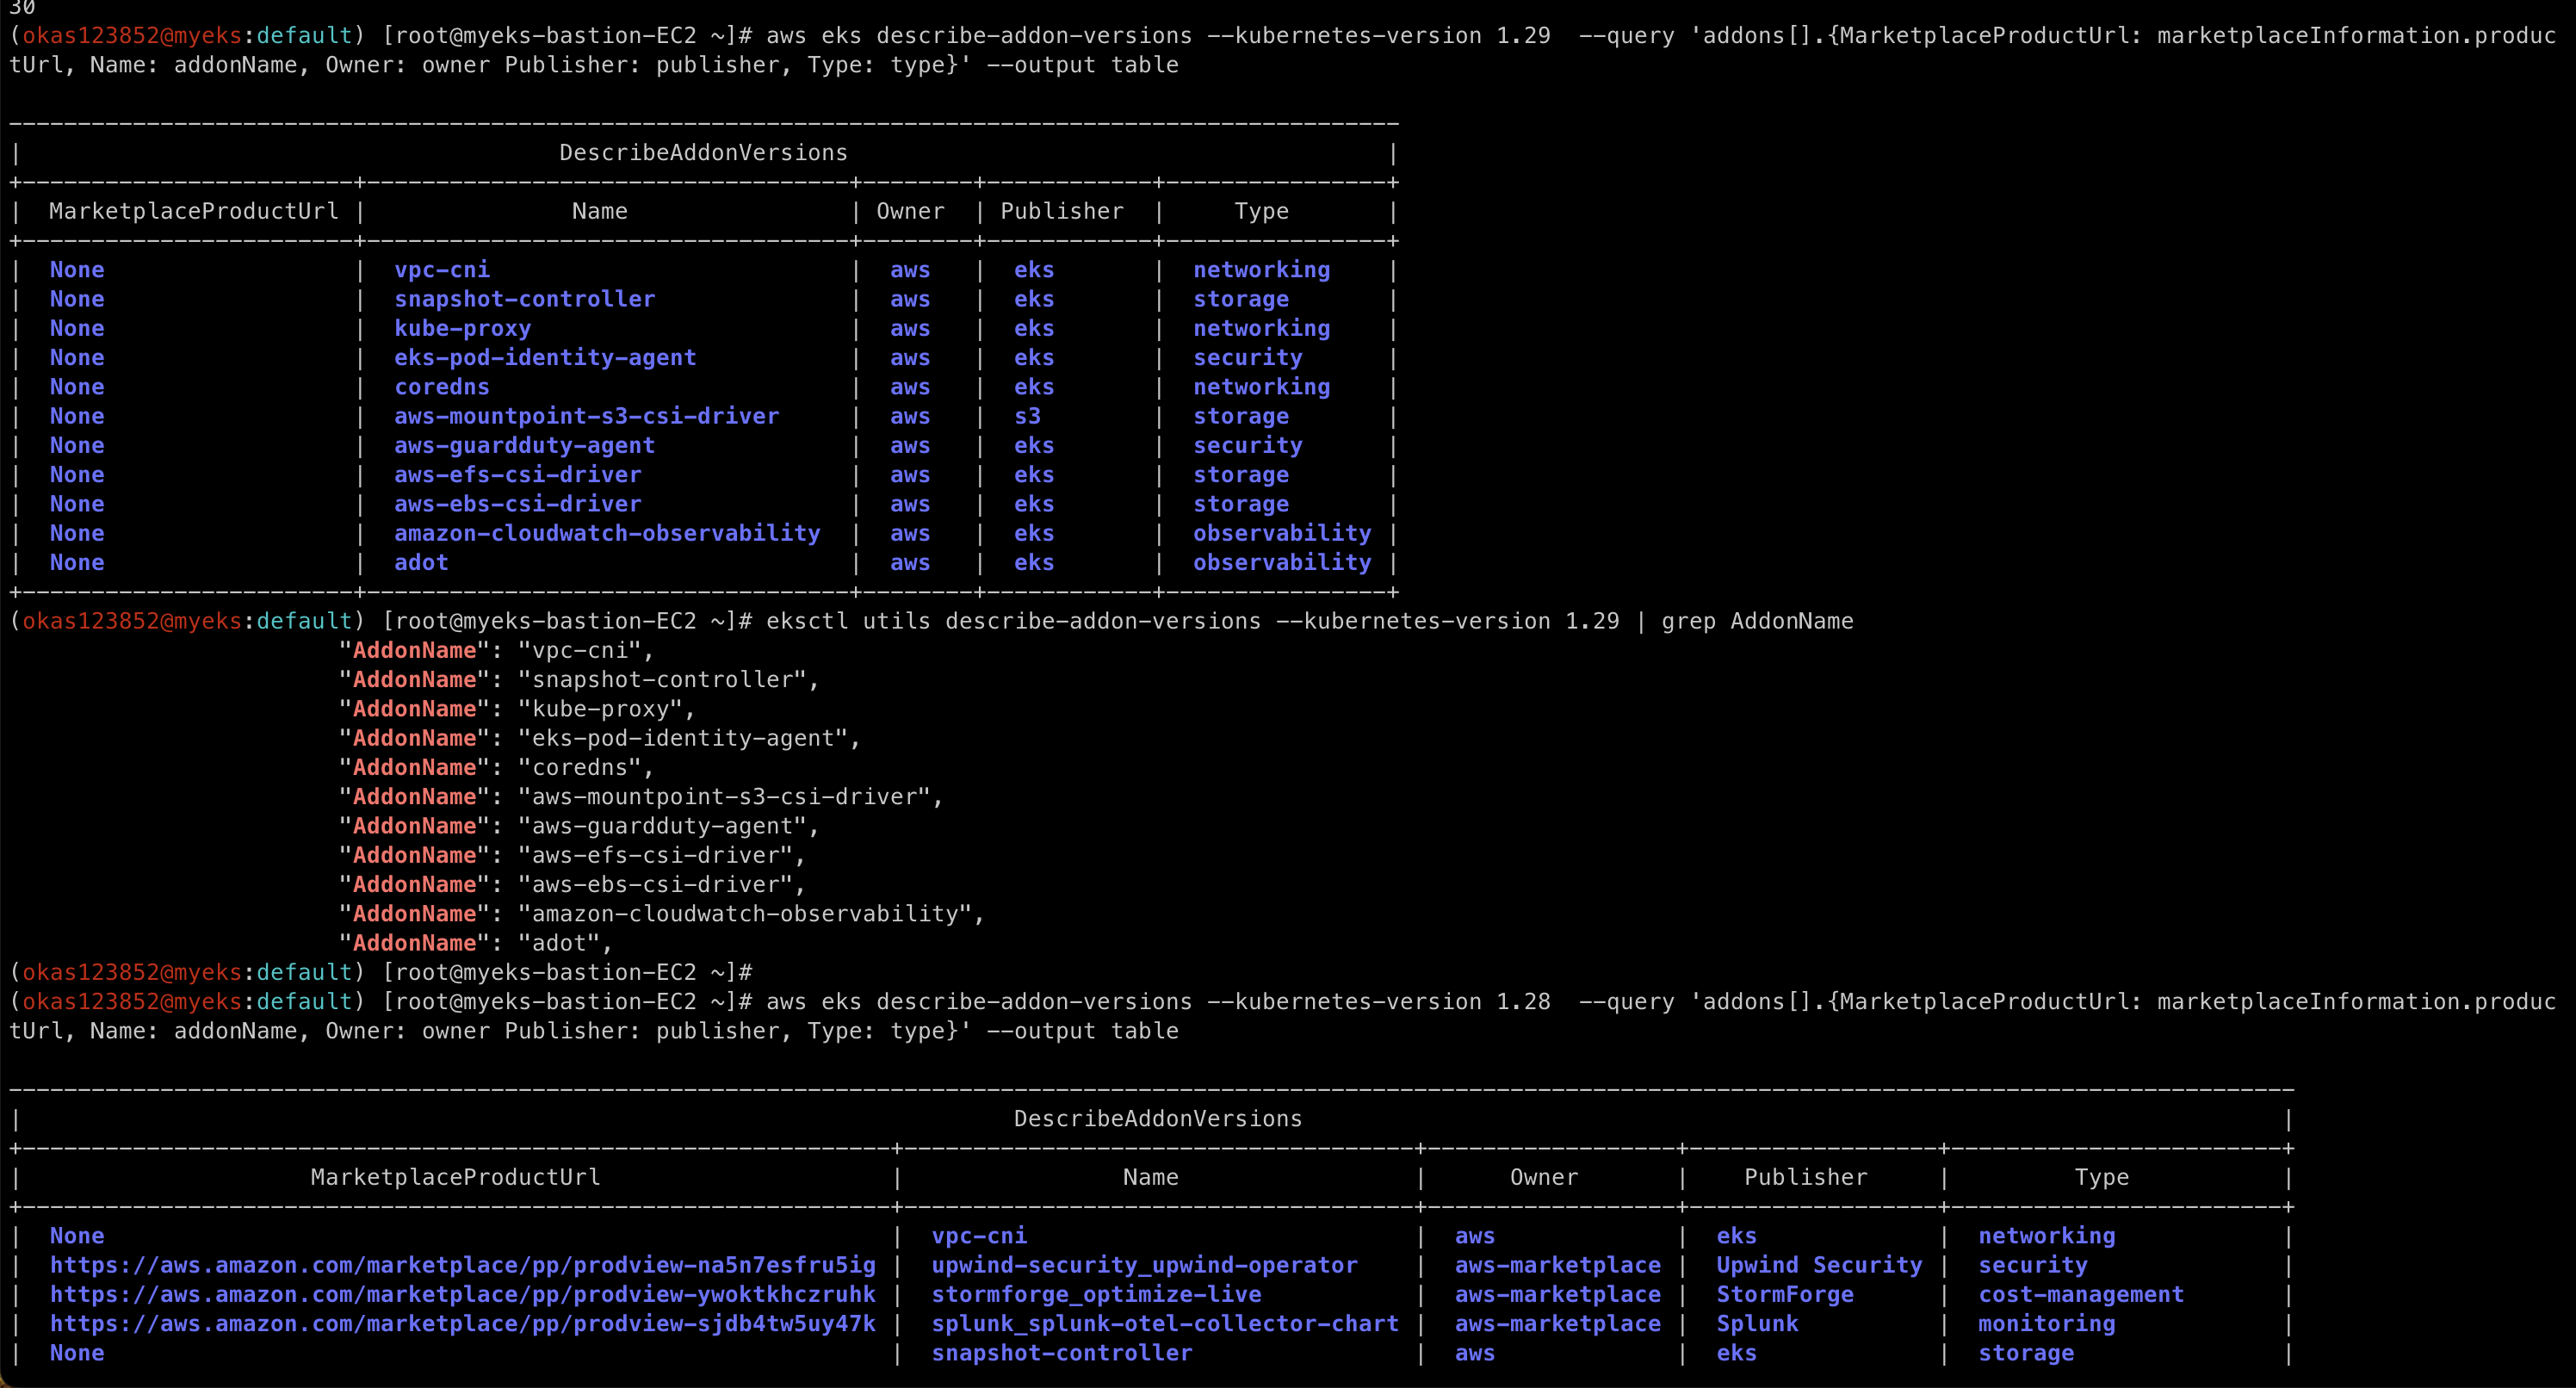 30
(okas123852@myeks:default) [root@myeks-bastion-EC2 ~]# aws eks describe-addon-versions --kubernetes-version 1.29  --query 'addons[].{MarketplaceProductUrl: marketplaceInformation.produc
tUrl, Name: addonName, Owner: owner Publisher: publisher, Type: type}' --output table
DescribeAddonVersions
| MarketplaceProductUrl | Name | Owner | Publisher | Type |
| None | vpc-cni | aws | eks | networking |
| None | snapshot-controller | aws | eks | storage |
| None | kube-proxy | aws | eks | networking |
| None | eks-pod-identity-agent | aws | eks | security |
| None | coredns | aws | eks | networking |
| None | aws-mountpoint-s3-csi-driver | aws | s3 | storage |
| None | aws-guardduty-agent | aws | eks | security |
| None | aws-efs-csi-driver | aws | eks | storage |
| None | aws-ebs-csi-driver | aws | eks | storage |
| None | amazon-cloudwatch-observability | aws | eks | observability |
| None | adot | aws | eks | observability |
(okas123852@myeks:default) [root@myeks-bastion-EC2 ~]# eksctl utils describe-addon-versions --kubernetes-version 1.29 | grep AddonName
"AddonName": "vpc-cni",
"AddonName": "snapshot-controller",
"AddonName": "kube-proxy",
"AddonName": "eks-pod-identity-agent",
"AddonName": "coredns",
"AddonName": "aws-mountpoint-s3-csi-driver",
"AddonName": "aws-guardduty-agent",
"AddonName": "aws-efs-csi-driver",
"AddonName": "aws-ebs-csi-driver",
"AddonName": "amazon-cloudwatch-observability",
"AddonName": "adot",
(okas123852@myeks:default) [root@myeks-bastion-EC2 ~]#
(okas123852@myeks:default) [root@myeks-bastion-EC2 ~]# aws eks describe-addon-versions --kubernetes-version 1.28  --query 'addons[].{MarketplaceProductUrl: marketplaceInformation.produc
tUrl, Name: addonName, Owner: owner Publisher: publisher, Type: type}' --output table
DescribeAddonVersions
| MarketplaceProductUrl | Name | Owner | Publisher | Type |
| None | vpc-cni | aws | eks | networking |
| https://aws.amazon.com/marketplace/pp/prodview-na5n7esfru5ig | upwind-security_upwind-operator | aws-marketplace | Upwind Security | security |
| https://aws.amazon.com/marketplace/pp/prodview-ywoktkhczruhk | stormforge_optimize-live | aws-marketplace | StormForge | cost-management |
| https://aws.amazon.com/marketplace/pp/prodview-sjdb4tw5uy47k | splunk_splunk-otel-collector-chart | aws-marketplace | Splunk | monitoring |
| None | snapshot-controller | aws | eks | storage |